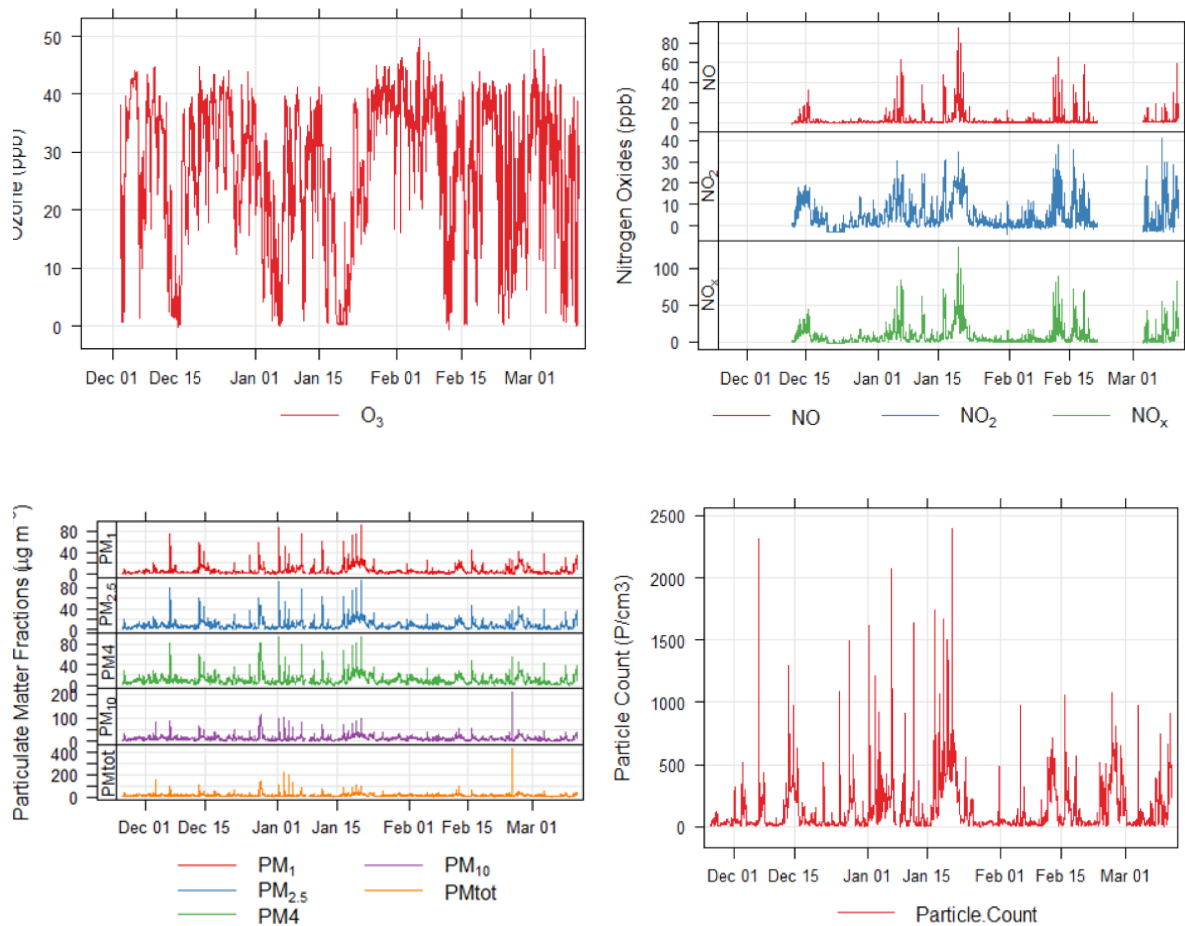 Ozone (ppb)
50
40
30
20
10
0
Dec 01 Dec 15 Jan 01 Jan 15 Feb 01 Feb 15 Mar 01
O3
Nitrogen Oxides (ppb)
NO
80
60
40
20
0
NO2
40
30
20
10
0
NOx
100
50
0
Dec 01 Dec 15 Jan 01 Jan 15 Feb 01 Feb 15 Mar 01
NO NO2 NOx
Particulate Matter Fractions (µg m⁻³)
PM1
80
40
0
PM2.5
80
40
0
PM4
80
40
0
PM10
200
100
0
PMtot
400
200
0
Dec 01 Dec 15 Jan 01 Jan 15 Feb 01 Feb 15 Mar 01
PM1 PM10
PM2.5 PMtot
PM4
Particle Count (P/cm3)
2500
2000
1500
1000
500
0
Dec 01 Dec 15 Jan 01 Jan 15 Feb 01 Feb 15 Mar 01
Particle.Count